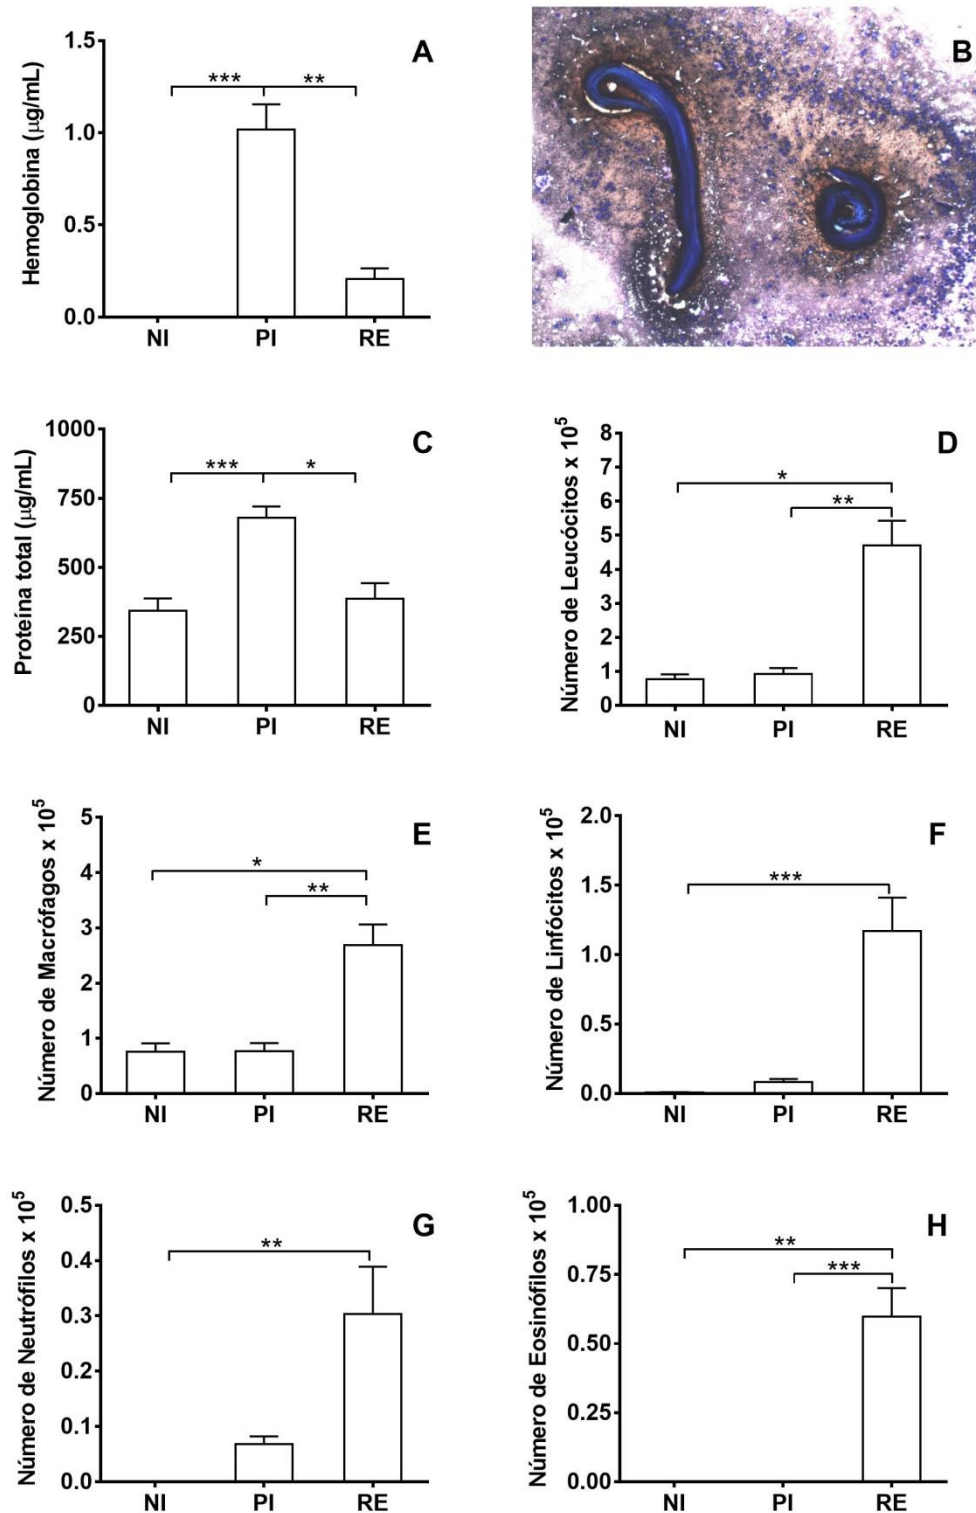 A
Hemoglobina (µg/mL)
1.5
1.0
0.5
0.0
*** **
NI PI RE
B
C
Proteína total (µg/mL)
1000
750
500
250
0
*** *
NI PI RE
D
Número de Leucócitos x 10⁵
8
7
6
5
4
3
2
1
0
*
**
NI PI RE
E
Número de Macrófagos x 10⁵
5
4
3
2
1
0
*
**
NI PI RE
F
Número de Linfócitos x 10⁵
2.0
1.5
1.0
0.5
0.0
***
NI PI RE
G
Número de Neutrófilos x 10⁵
0.5
0.4
0.3
0.2
0.1
0.0
**
NI PI RE
H
Número de Eosinófilos x 10⁵
1.00
0.75
0.50
0.25
0.00
**
***
NI PI RE